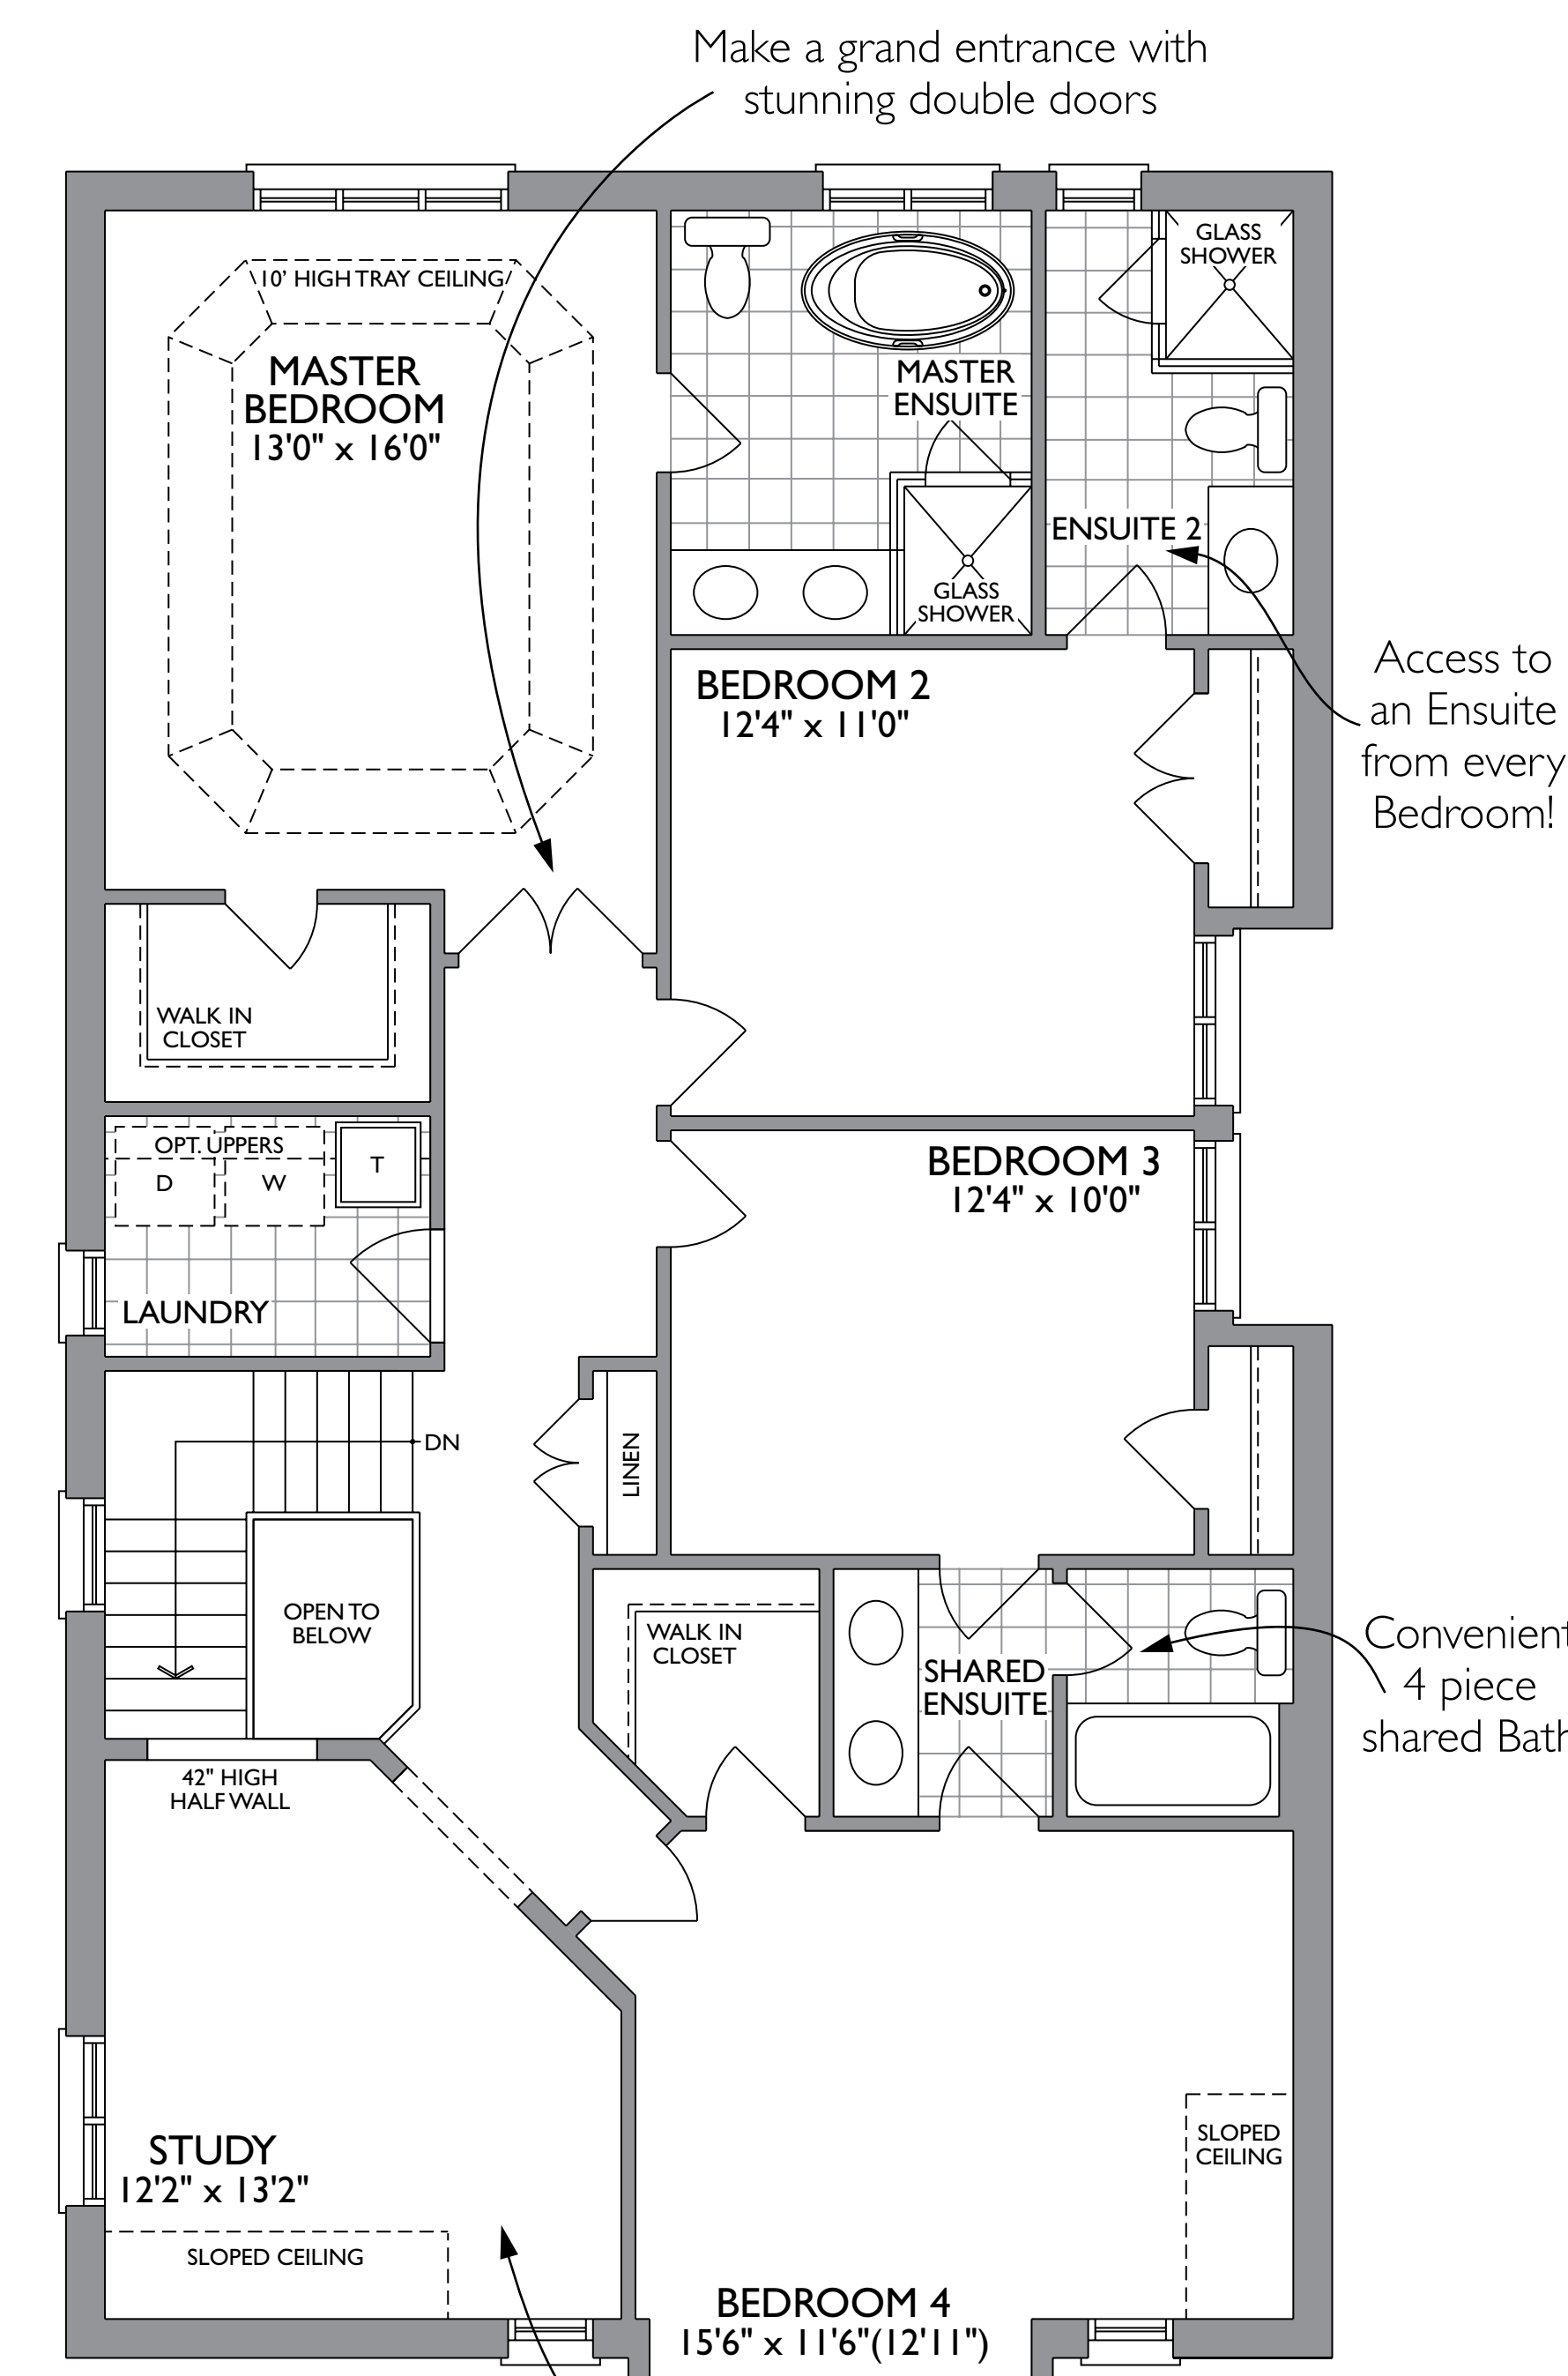 Make a grand entrance with
stunning double doors
10' HIGH TRAY CEILING
MASTER
BEDROOM
13'0" x 16'0"
MASTER
ENSUITE
GLASS
SHOWER
GLASS
SHOWER
ENSUITE 2
Access to
an Ensuite
from every
Bedroom!
BEDROOM 2
12'4" x 11'0"
WALK IN
CLOSET
OPT. UPPERS
D
W
T
LAUNDRY
BEDROOM 3
12'4" x 10'0"
DN
LINEN
OPEN TO
BELOW
WALK IN
CLOSET
SHARED
ENSUITE
Convenient
4 piece
shared Bath
42" HIGH
HALF WALL
STUDY
12'2" x 13'2"
SLOPED CEILING
SLOPED
CEILING
BEDROOM 4
15'6" x 11'6"(12'11")